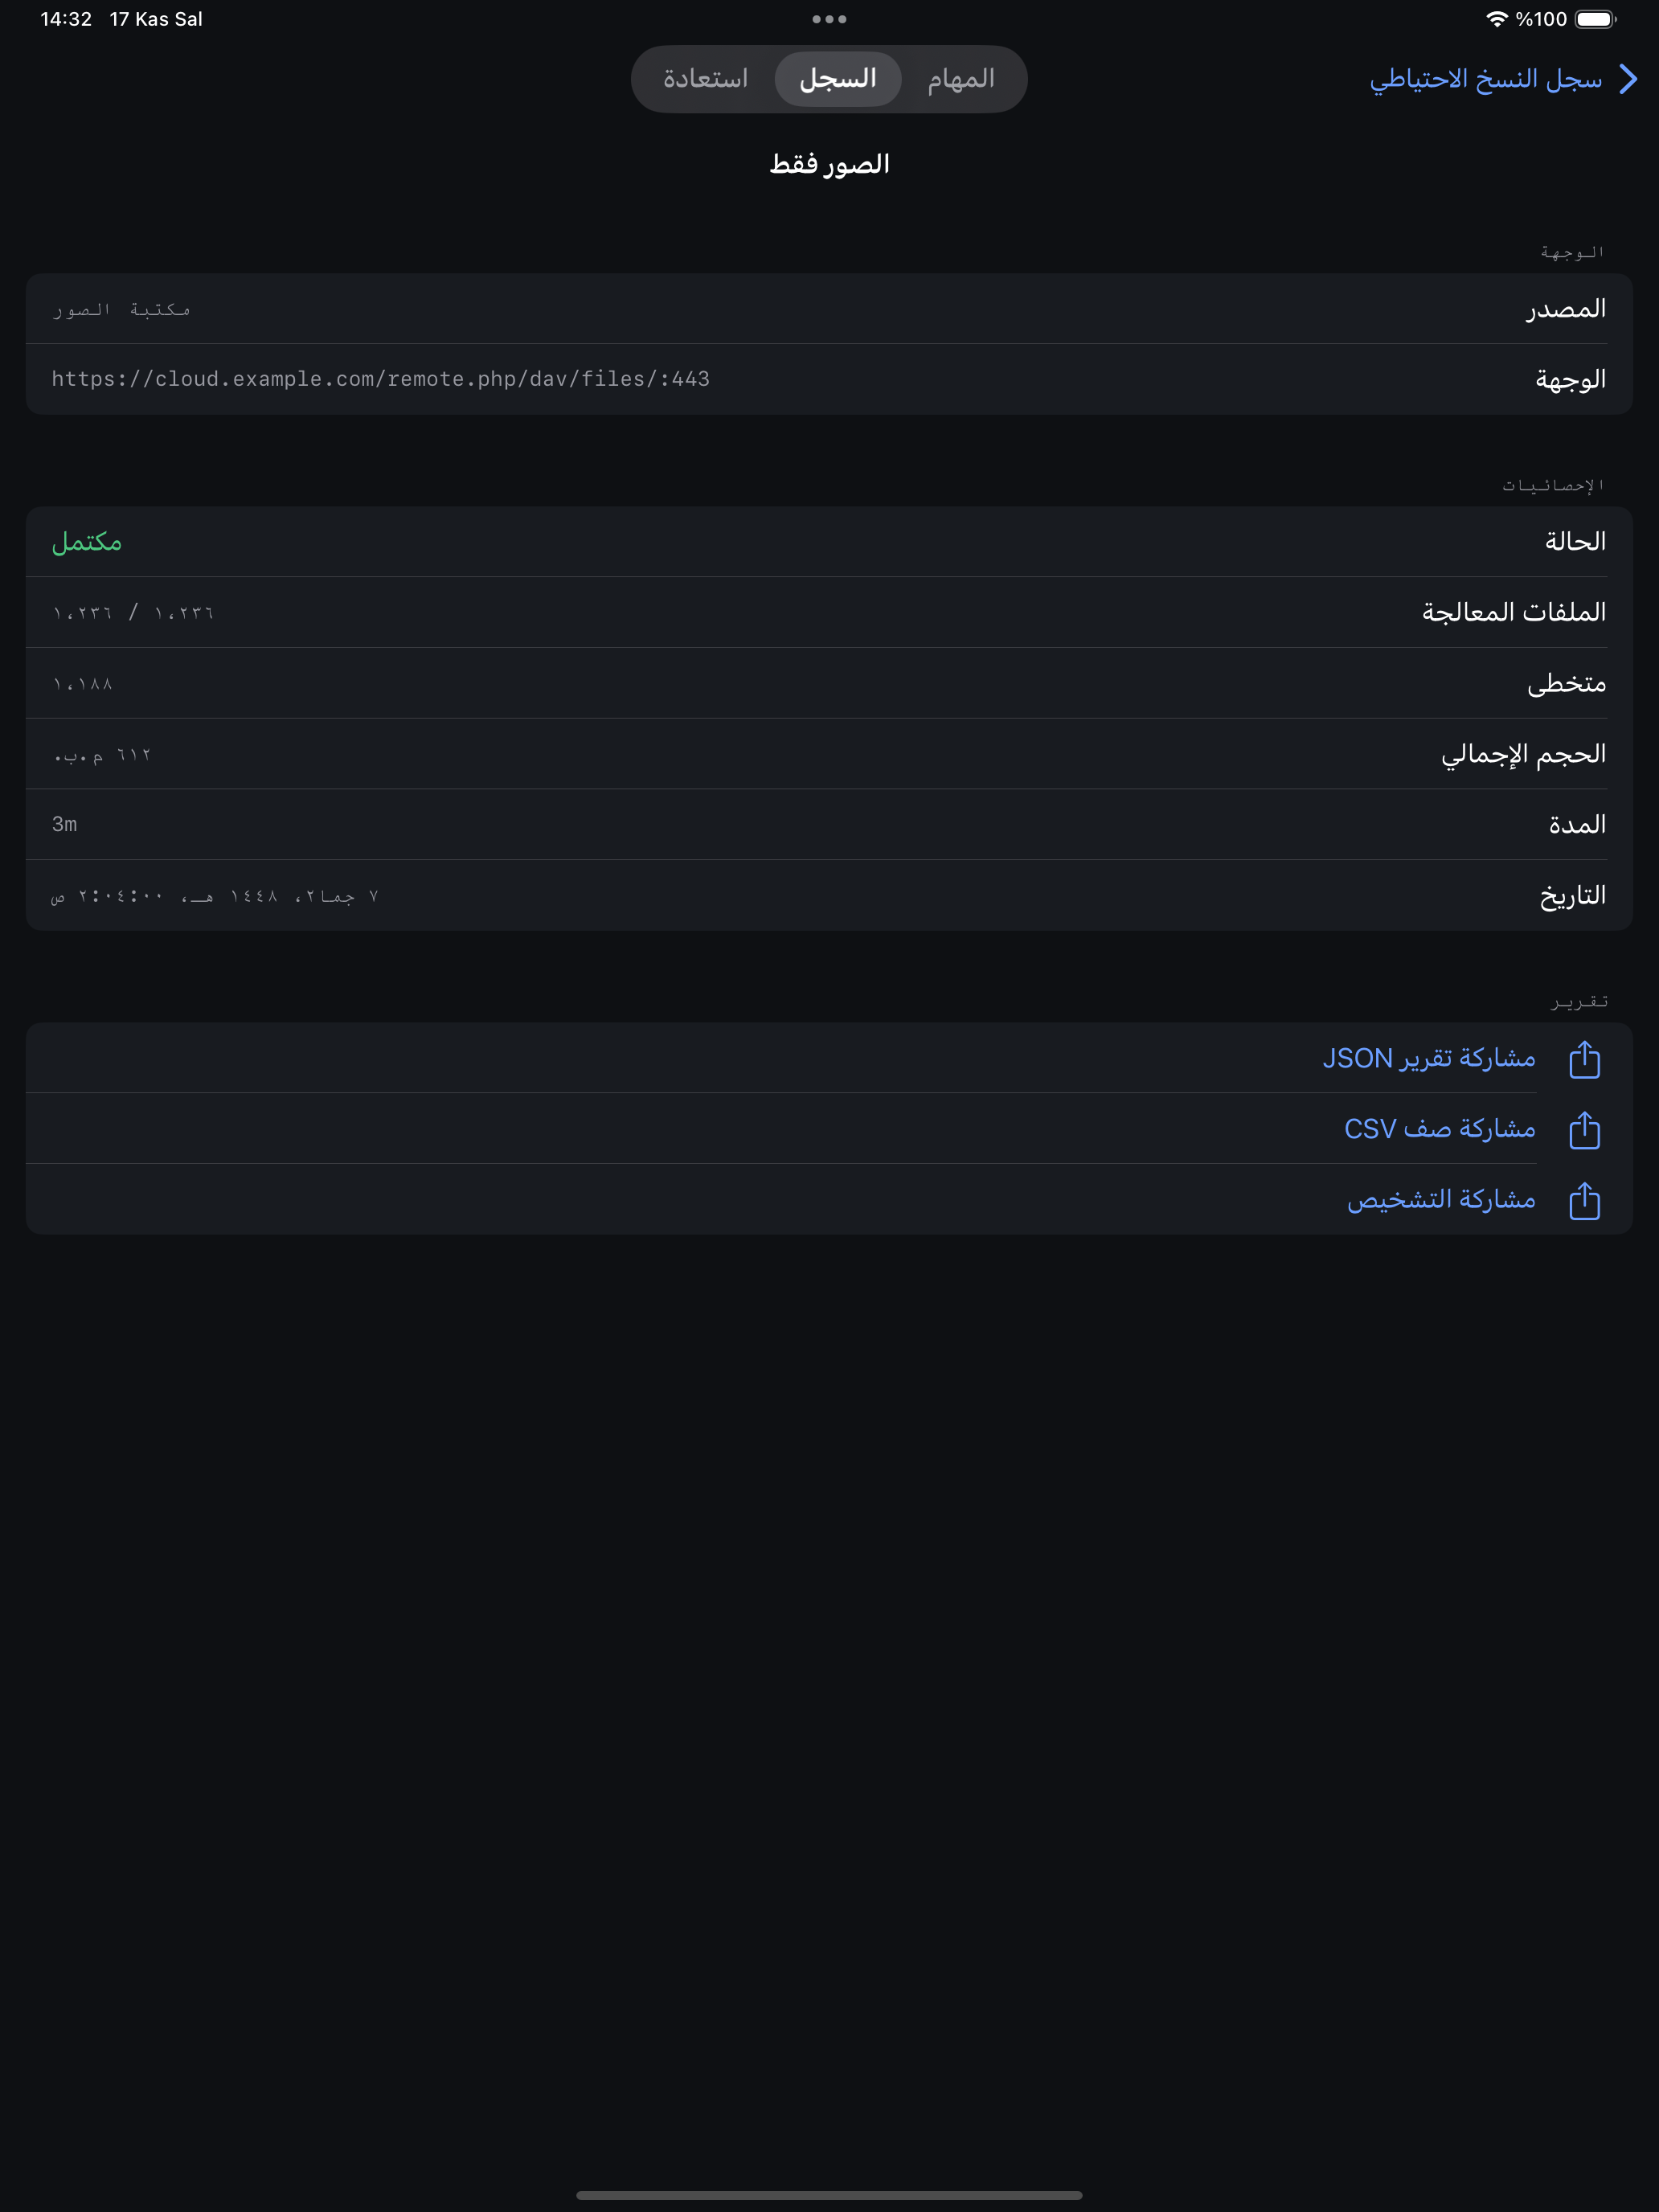 14:32 17 Kas Sal
%100
سجل النسخ الاحتياطي
المهام السجل استعادة
الصور فقط
الوجهة
المصدر مكتبة الصور
الوجهة https://cloud.example.com/remote.php/dav/files/:443
الإحصائيات
الحالة مكتمل
الملفات المعالجة ١،٢٣٦ / ١،٢٣٦
متخطى ١،١٨٨
الحجم الإجمالي ٦١٢ م.ب.
المدة 3m
التاريخ ٧ جما٢، ١٤٤٨ هـ، ٢:٠٤:٠٠ ص
تقرير
مشاركة تقرير JSON
مشاركة صف CSV
مشاركة التشخيص